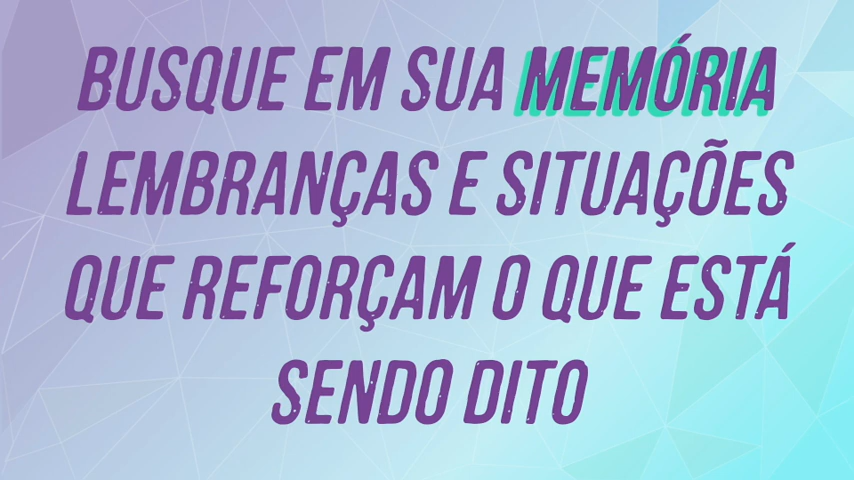 BUSQUE EM SUA MEMÓRIA
LEMBRANÇAS E SITUAÇÕES
QUE REFORÇAM O QUE ESTÁ
SENDO DITO